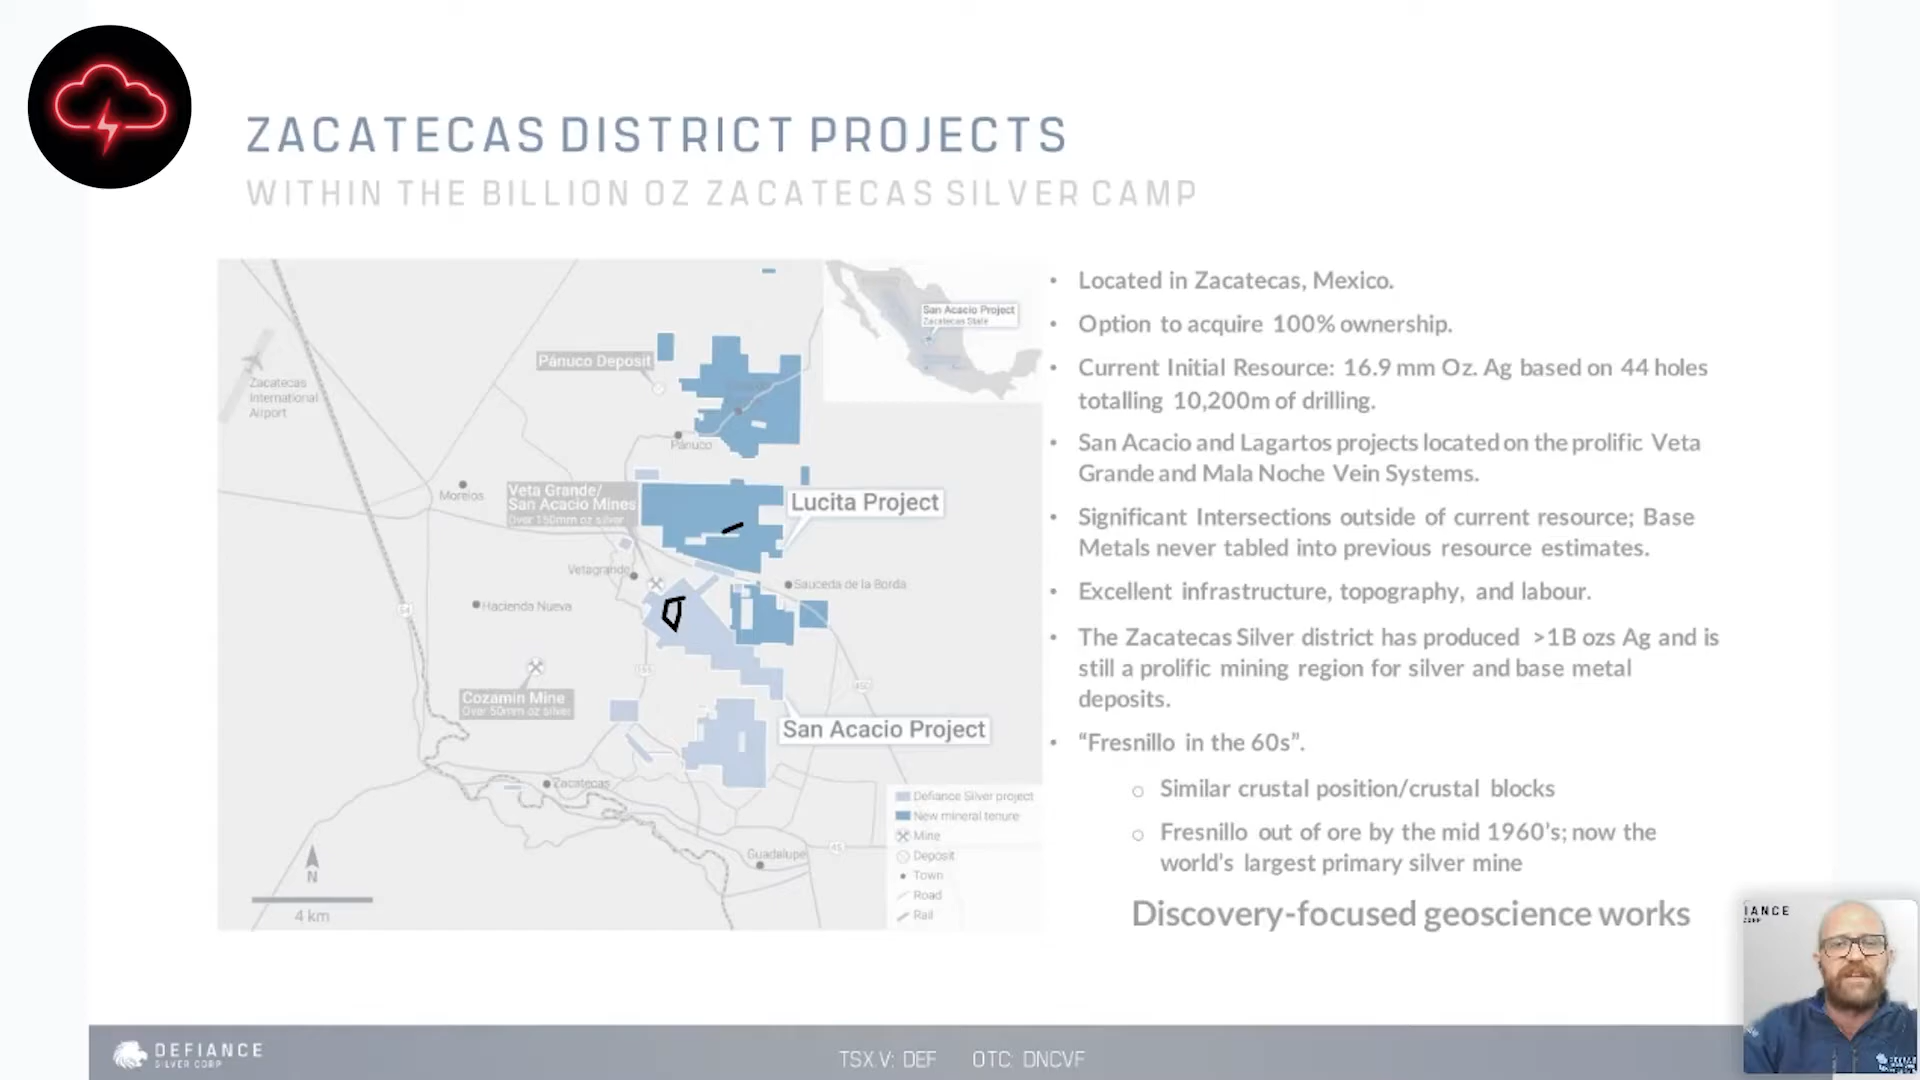 ZACATECAS DISTRICT PROJECTS
WITHIN THE BILLION OZ ZACATECAS SILVER CAMP
San Acacio Project
Zacatecas State
Pánuco Deposit
Zacatecas
International
Airport
Pánuco
Morelos
Veta Grande/
San Acacio Mines
Over 150mm oz silver
Lucita Project
Vetagrande
Sauceda de la Borda
Hacienda Nueva
54
Cozamin Mine
Over 50mm oz silver
San Acacio Project
Zacatecas
Guadalupe
45
N
4 km
Defiance Silver project
New mineral tenure
Mine
Deposit
Town
Road
Rail
• Located in Zacatecas, Mexico.
• Option to acquire 100% ownership.
• Current Initial Resource: 16.9 mm Oz. Ag based on 44 holes
totalling 10,200m of drilling.
• San Acacio and Lagartos projects located on the prolific Veta
Grande and Mala Noche Vein Systems.
• Significant Intersections outside of current resource; Base
Metals never tabled into previous resource estimates.
• Excellent infrastructure, topography, and labour.
• The Zacatecas Silver district has produced >1B ozs Ag and is
still a prolific mining region for silver and base metal
deposits.
• “Fresnillo in the 60s”.
o Similar crustal position/crustal blocks
o Fresnillo out of ore by the mid 1960’s; now the
world’s largest primary silver mine
Discovery-focused geoscience works
IANCE
DEFIANCE
SILVER CORP
TSX.V: DEF OTC: DNCVF